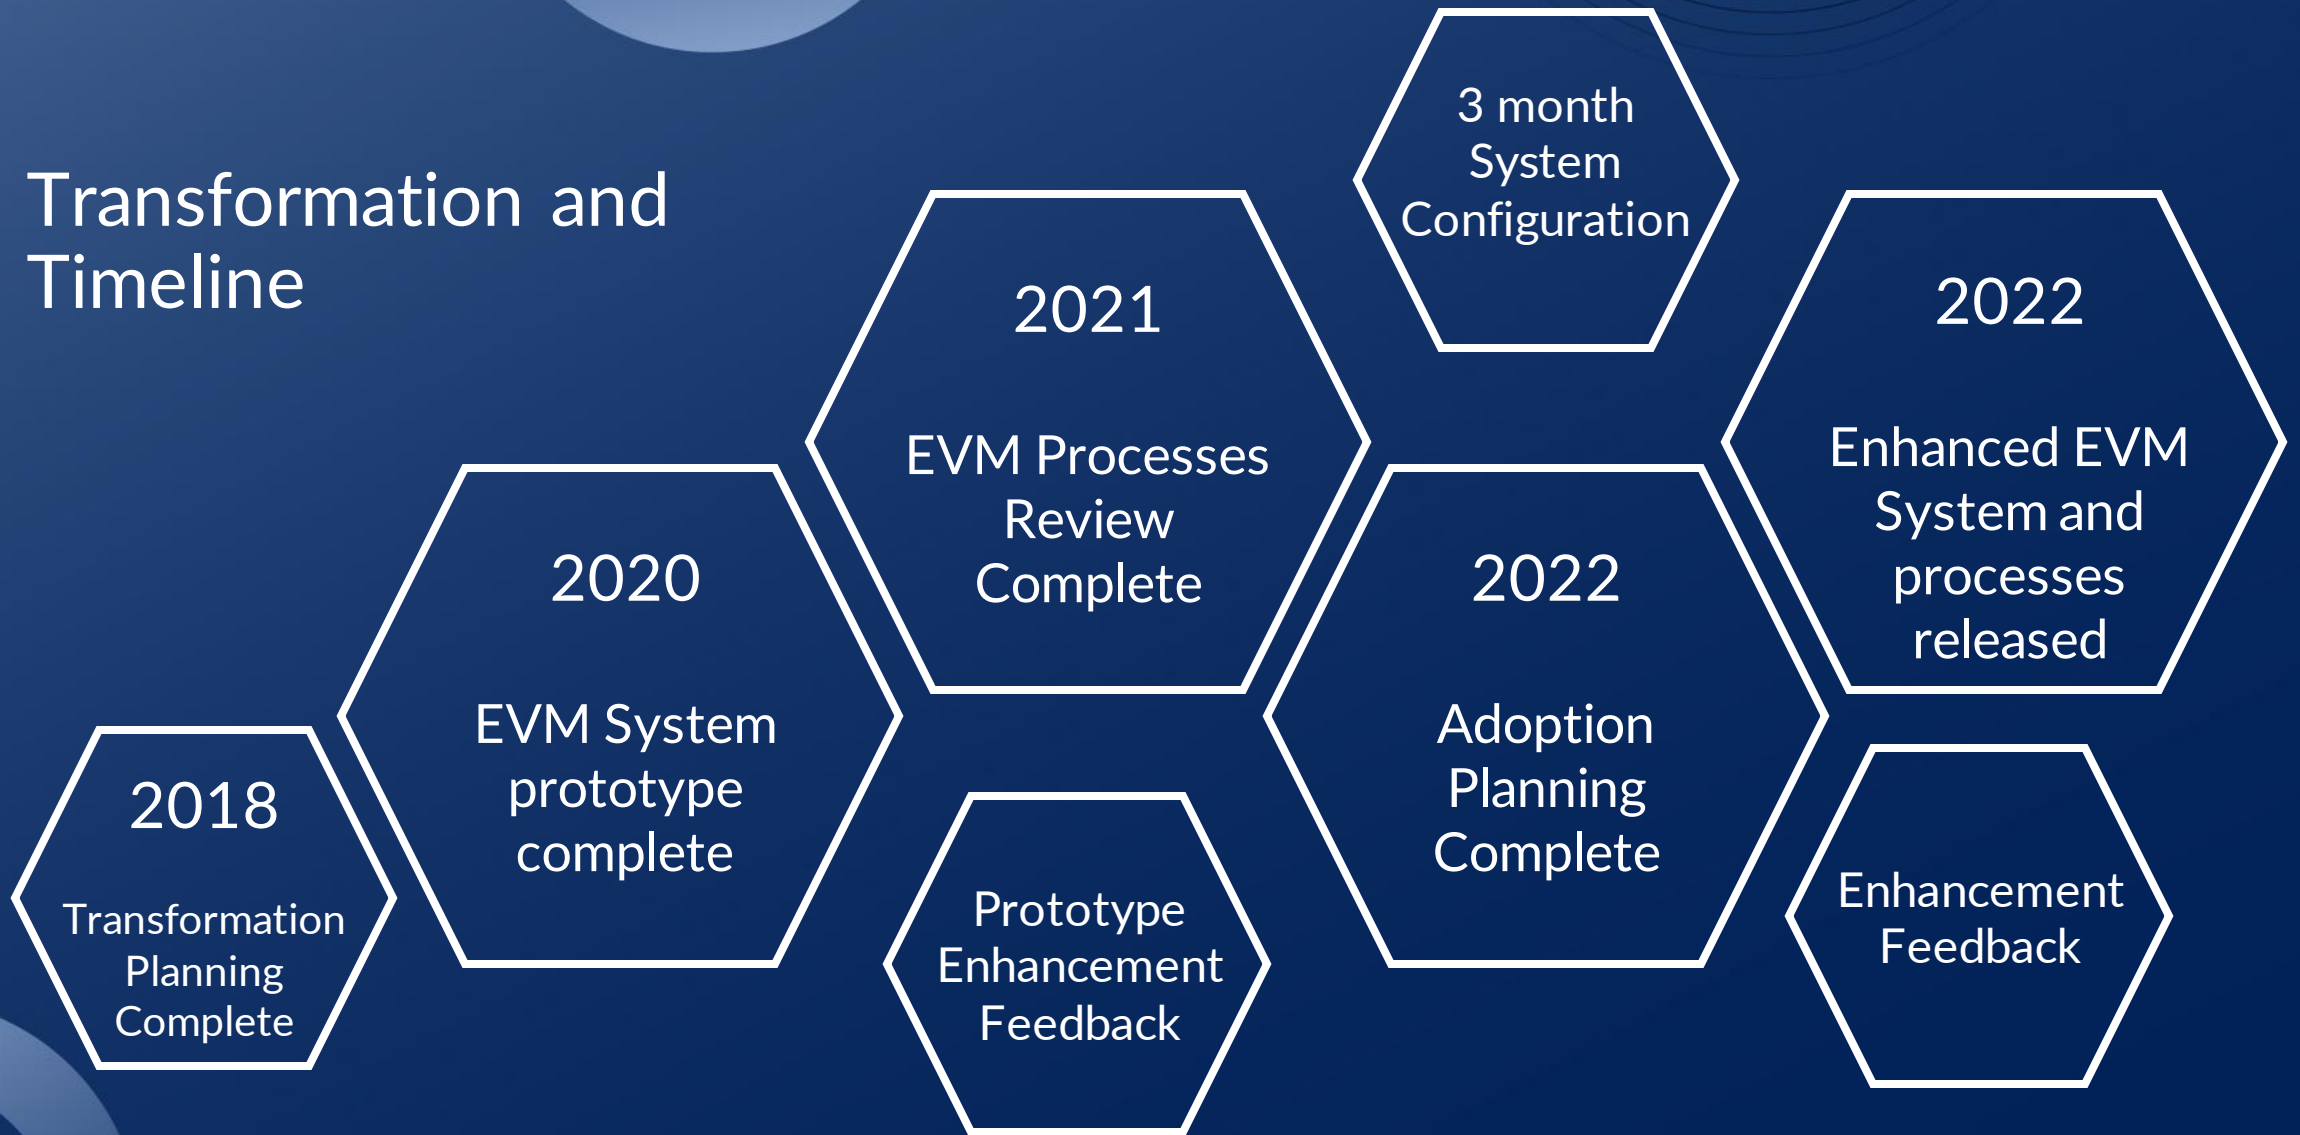 Transformation and
Timeline
2018
Transformation
Planning
Complete
2020
EVM System
prototype
complete
2021
EVM Processes
Review
Complete
Prototype
Enhancement
Feedback
3 month
System
Configuration
2022
Adoption
Planning
Complete
2022
Enhanced EVM
System and
processes
released
Enhancement
Feedback